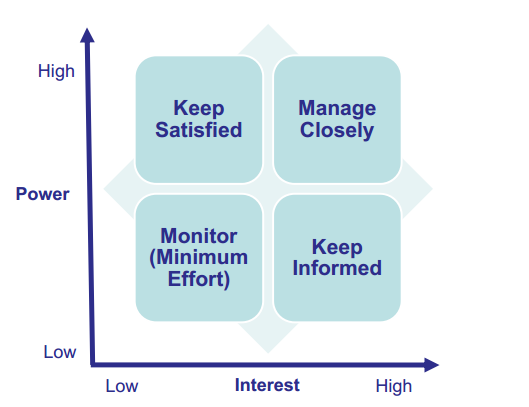 High
Keep
Satisfied
Manage
Closely
Power
Monitor
(Minimum
Effort)
Keep
Informed
Low
Low
Interest
High